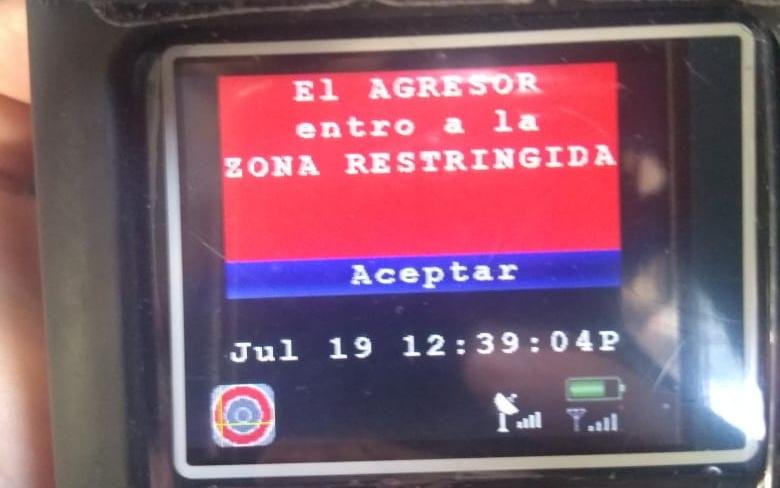 El AGRESOR
entro a la
ZONA RESTRINGIDA
Aceptar
Jul 19 12:39:04P